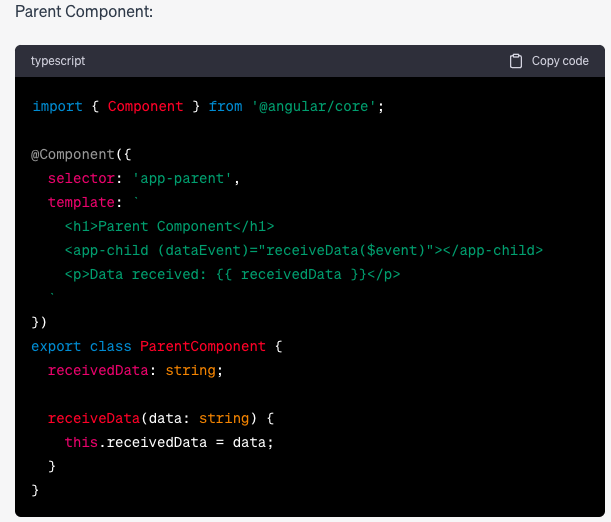 Parent Component:
typescript
Copy code
import { Component } from '@angular/core';
@Component({
  selector: 'app-parent',
  template: `
    <h1>Parent Component</h1>
    <app-child (dataEvent)="receiveData($event)"></app-child>
    <p>Data received: {{ receivedData }}</p>
  `
})
export class ParentComponent {
  receivedData: string;
  receiveData(data: string) {
    this.receivedData = data;
  }
}